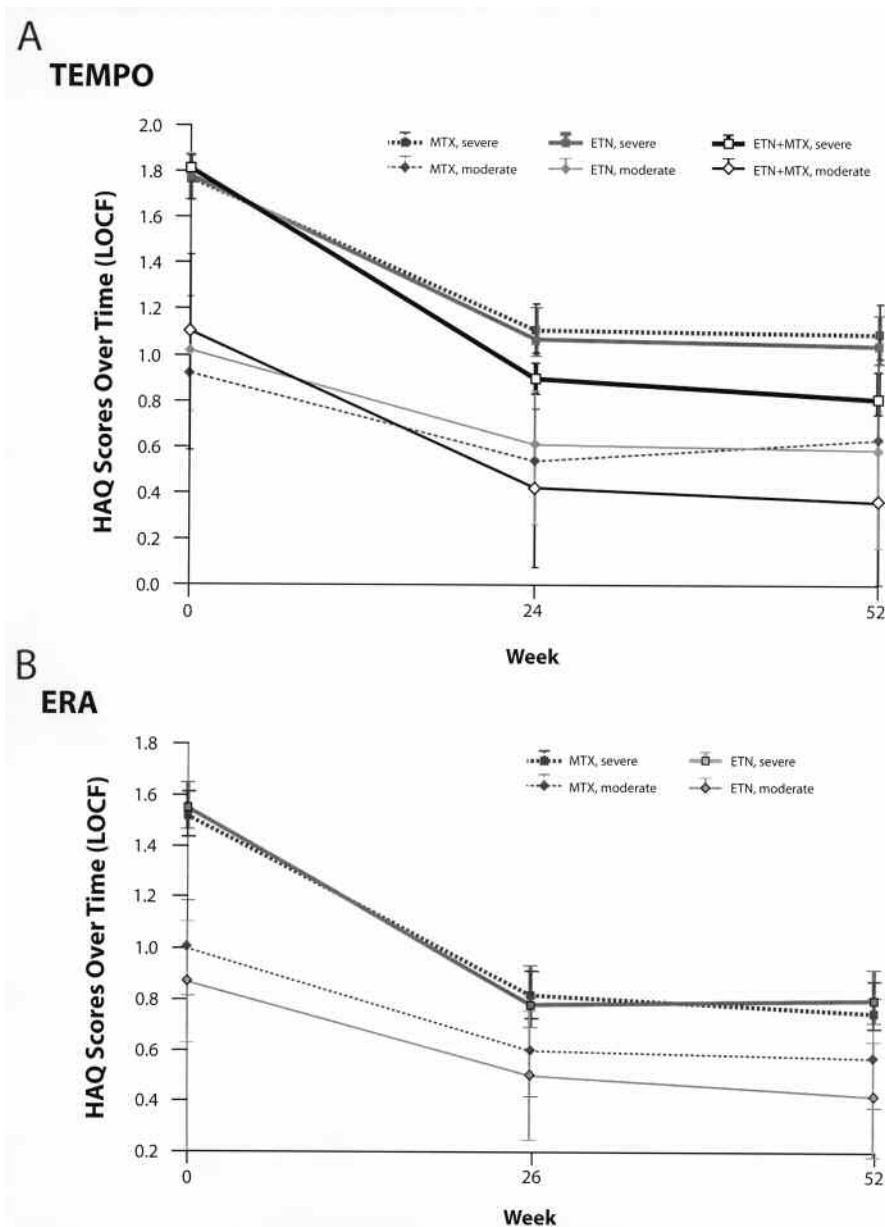 A
TEMPO
HAQ Scores Over Time (LOCF)
2.0
1.8
1.6
1.4
1.2
1.0
0.8
0.6
0.4
0.2
0.0
MTX, severe ETN, severe ETN+MTX, severe
MTX, moderate ETN, moderate ETN+MTX, moderate
0 24 52
Week
B
ERA
HAQ Scores Over Time (LOCF)
1.8
1.6
1.4
1.2
1.0
0.8
0.6
0.4
0.2
MTX, severe ETN, severe
MTX, moderate ETN, moderate
0 26 52
Week